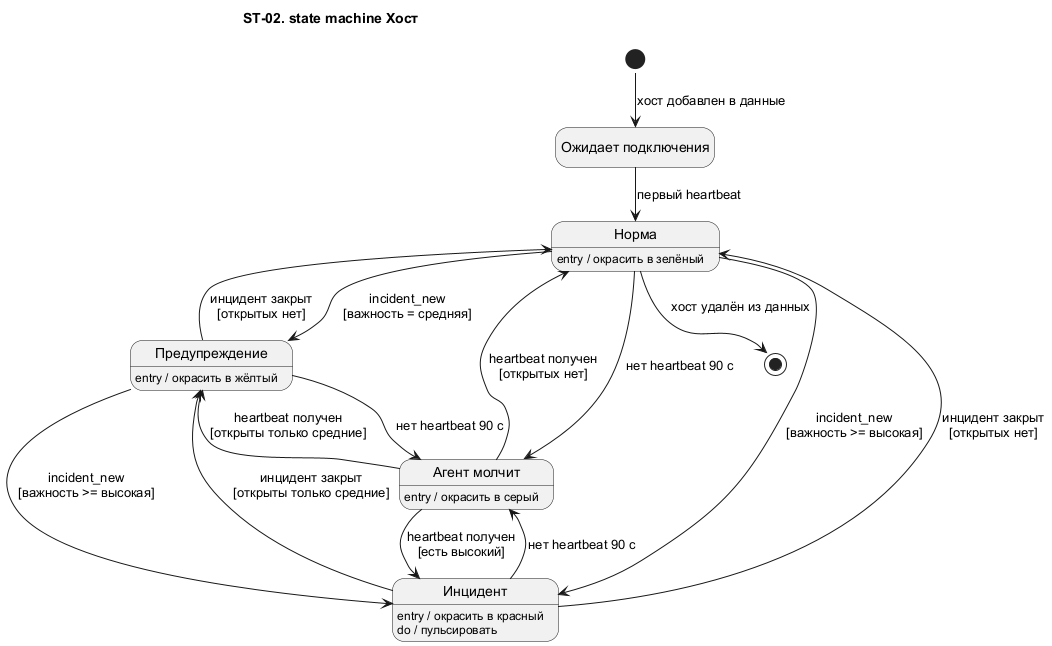 ST-02. state machine Хост
хост добавлен в данные
Ожидает подключения
первый heartbeat
Норма
entry / окрасить в зелёный
инцидент закрыт
[открытых нет]
incident_new
[важность = средняя]
хост удалён из данных
Предупреждение
entry / окрасить в жёлтый
heartbeat получен
[открытых нет]
нет heartbeat 90 с
heartbeat получен
[открыты только средние]
нет heartbeat 90 с
incident_new
[важность >= высокая]
инцидент закрыт
[открытых нет]
Агент молчит
entry / окрасить в серый
incident_new
[важность >= высокая]
инцидент закрыт
[открыты только средние]
heartbeat получен
[есть высокий]
нет heartbeat 90 с
Инцидент
entry / окрасить в красный
do / пульсировать